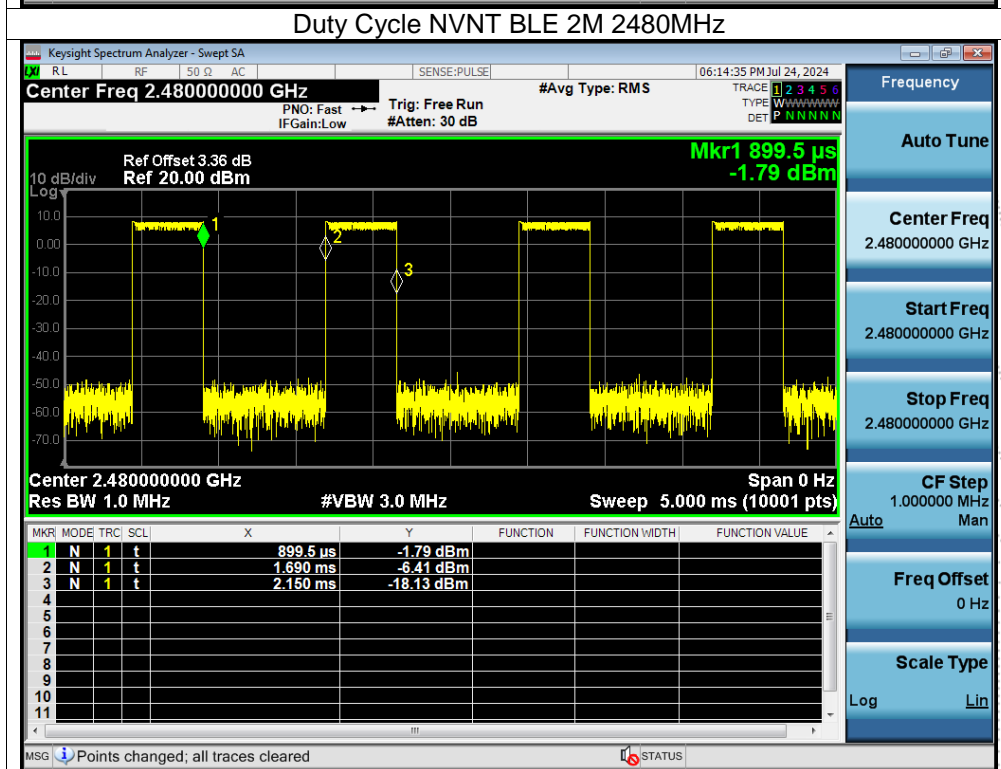 Duty Cycle NVNT BLE 2M 2480MHz
Keysight Spectrum Analyzer - Swept SA
LXI RL RF 50 Ω AC SENSE:PULSE 06:14:35 PM Jul 24, 2024
Center Freq 2.480000000 GHz #Avg Type: RMS TRACE 1 2 3 4 5 6
PNO: Fast Trig: Free Run TYPE WWWWWW
IFGain:Low #Atten: 30 dB DET P N N N N N
Mkr1 899.5 µs
-1.79 dBm
Ref Offset 3.36 dB
10 dB/div Ref 20.00 dBm
Log
10.0
0.00
-10.0
-20.0
-30.0
-40.0
-50.0
-60.0
-70.0
1
2
3
Center 2.480000000 GHz Span 0 Hz
Res BW 1.0 MHz #VBW 3.0 MHz Sweep 5.000 ms (10001 pts)
MKR MODE TRC SCL X Y FUNCTION FUNCTION WIDTH FUNCTION VALUE
1 N 1 t 899.5 µs -1.79 dBm
2 N 1 t 1.690 ms -6.41 dBm
3 N 1 t 2.150 ms -18.13 dBm
4
5
6
7
8
9
10
11
MSG Points changed; all traces cleared STATUS
Frequency
Auto Tune
Center Freq
2.480000000 GHz
Start Freq
2.480000000 GHz
Stop Freq
2.480000000 GHz
CF Step
1.000000 MHz
Auto Man
Freq Offset
0 Hz
Scale Type
Log Lin